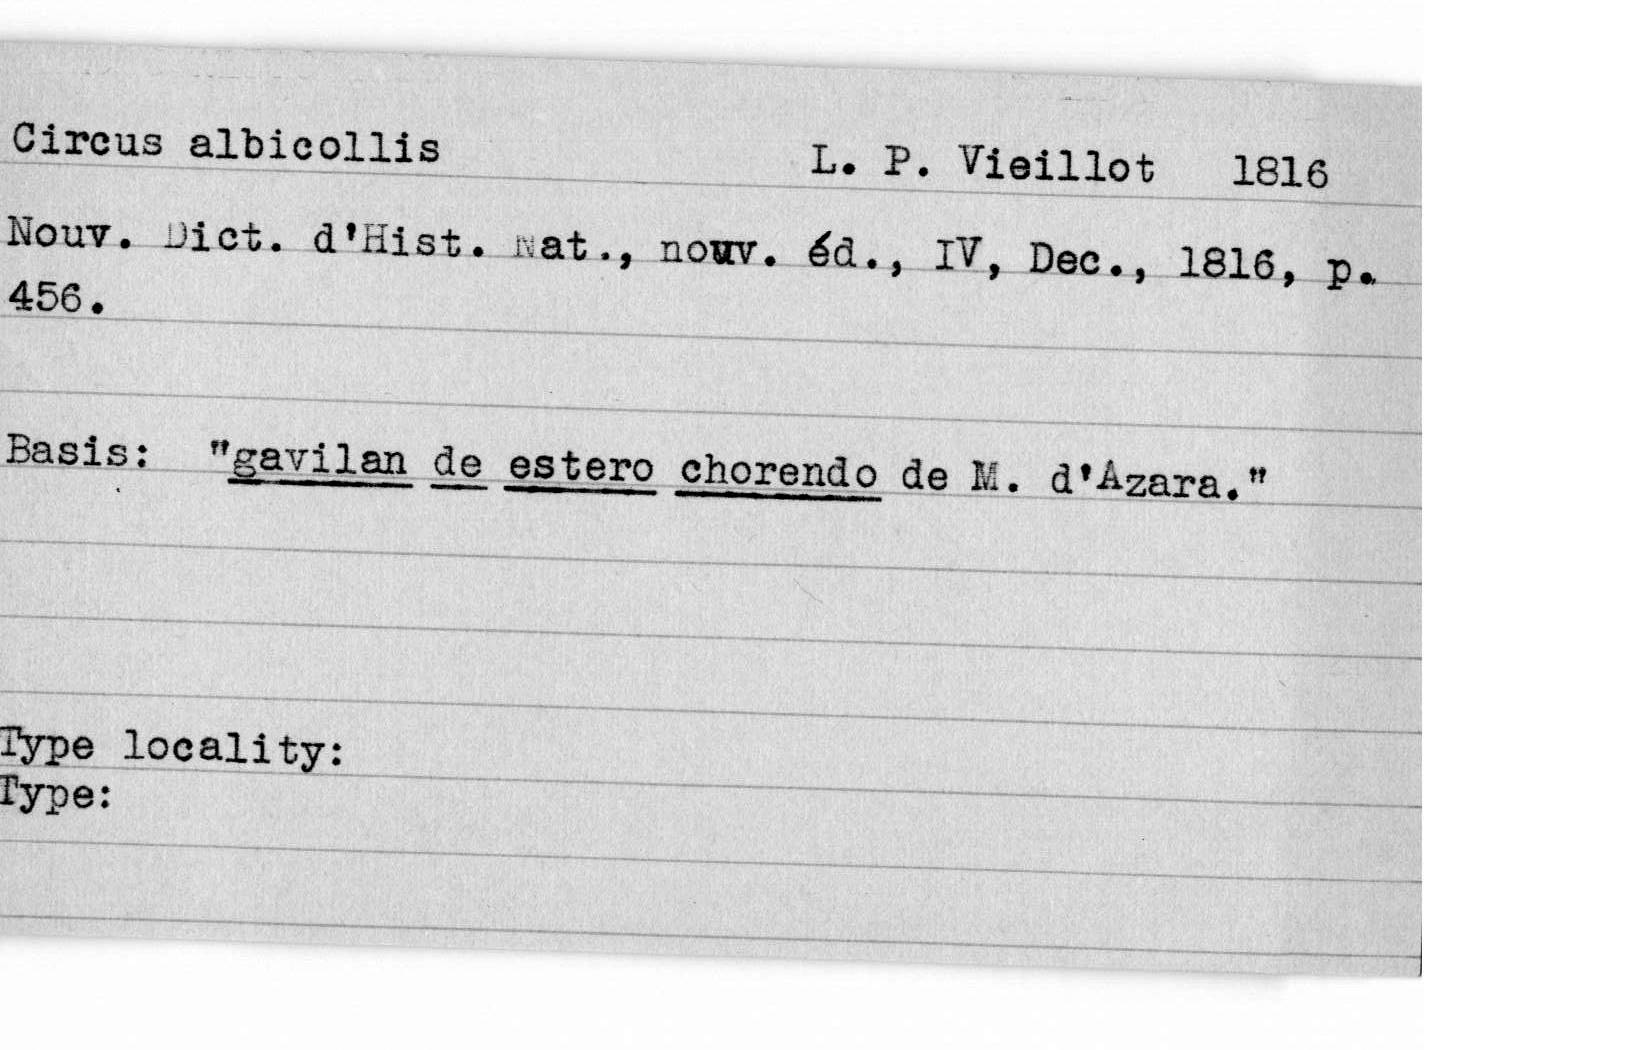 Circus albicollis L. P. Vieillot 1816
Nouv. Dict. d'Hist. Nat., nouv. éd., IV, Dec., 1816, p.
456.
Basis: "gavilan de estero chorendo de M. d'Azara."
Type locality:
Type: